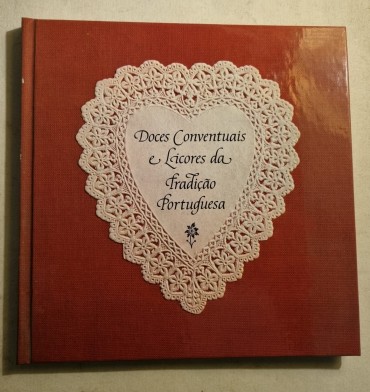 Doces Conventuais
e Licores da
Tradição
Portuguesa